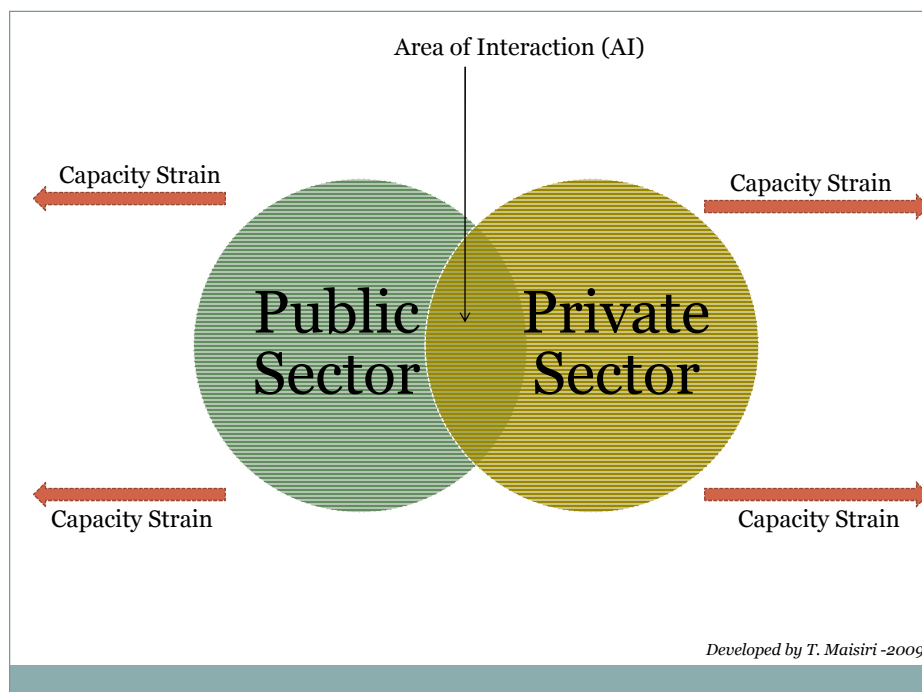 Area of Interaction (AI)
Capacity Strain
Capacity Strain
Public
Sector
Private
Sector
Capacity Strain
Capacity Strain
Developed by T. Maisiri -2009